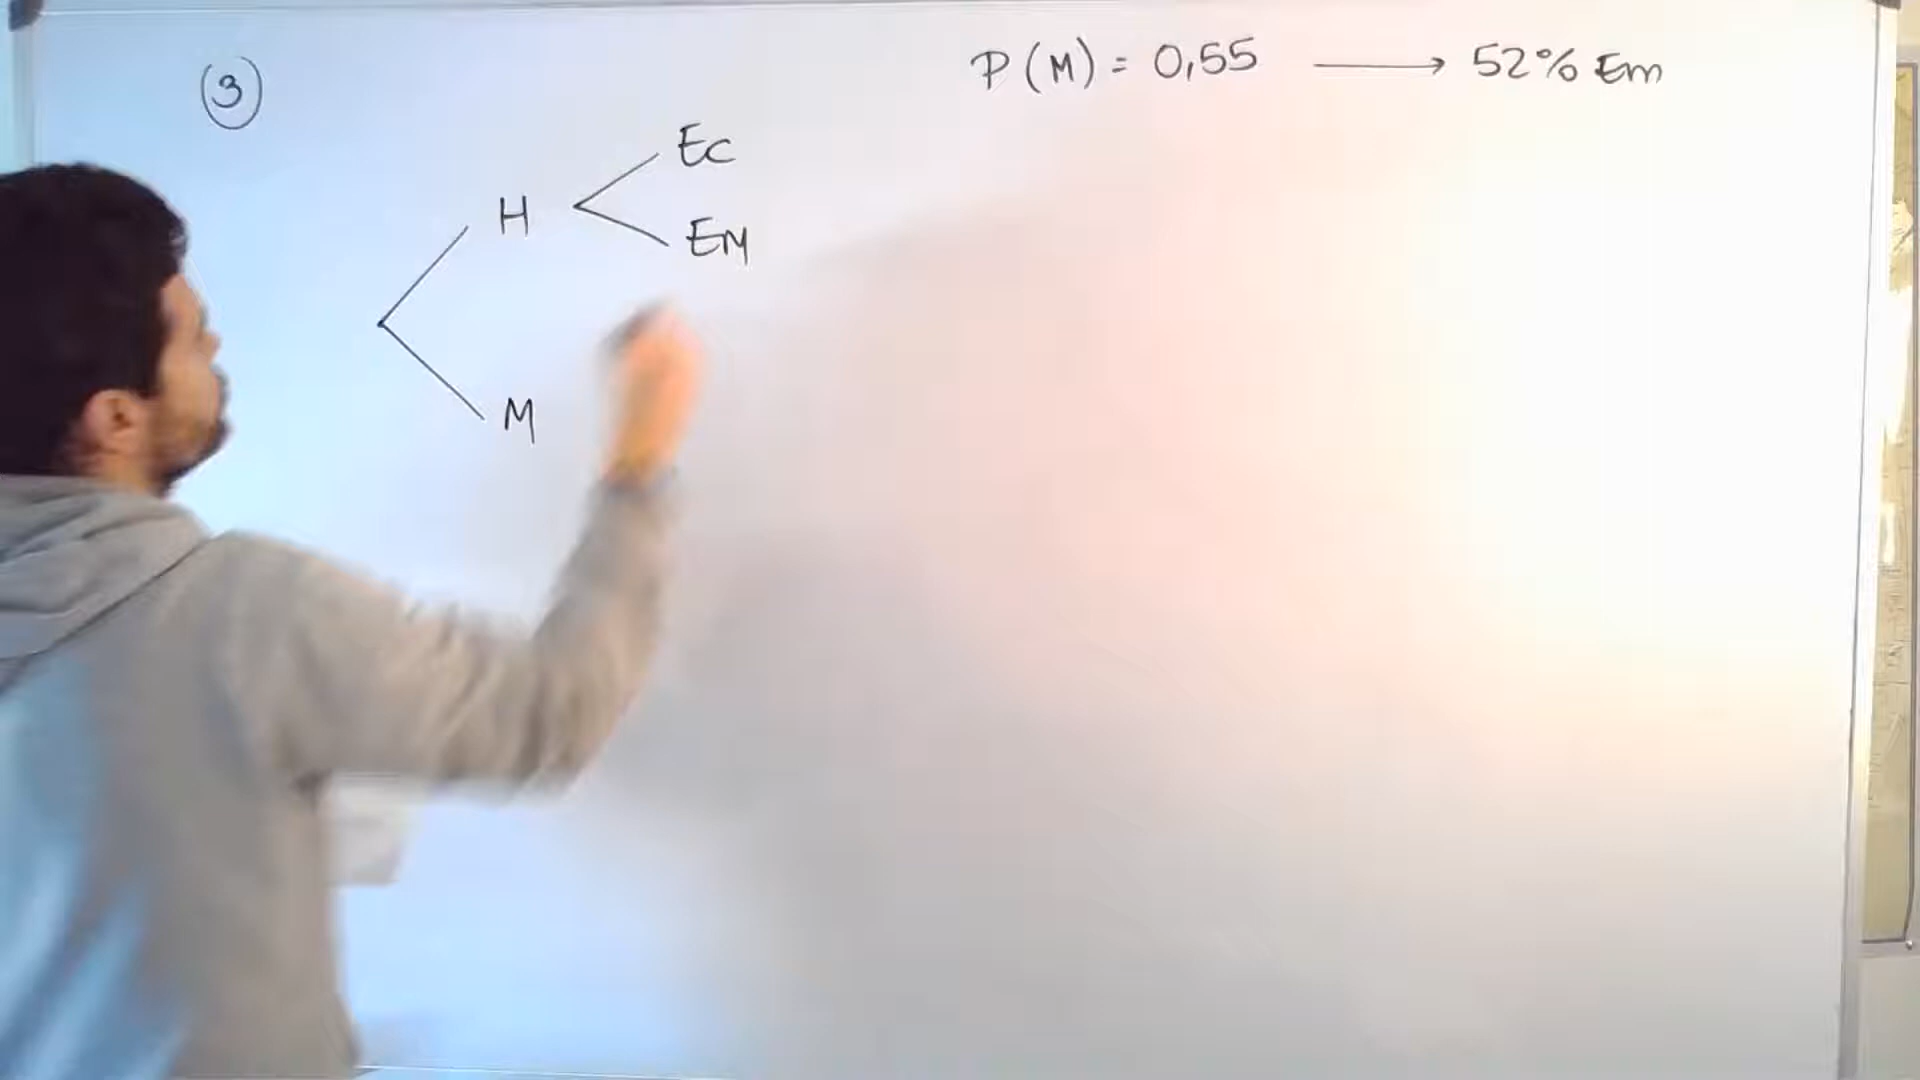 3
P(M) = 0,55 → 52% Em
Ec
H
EM
M